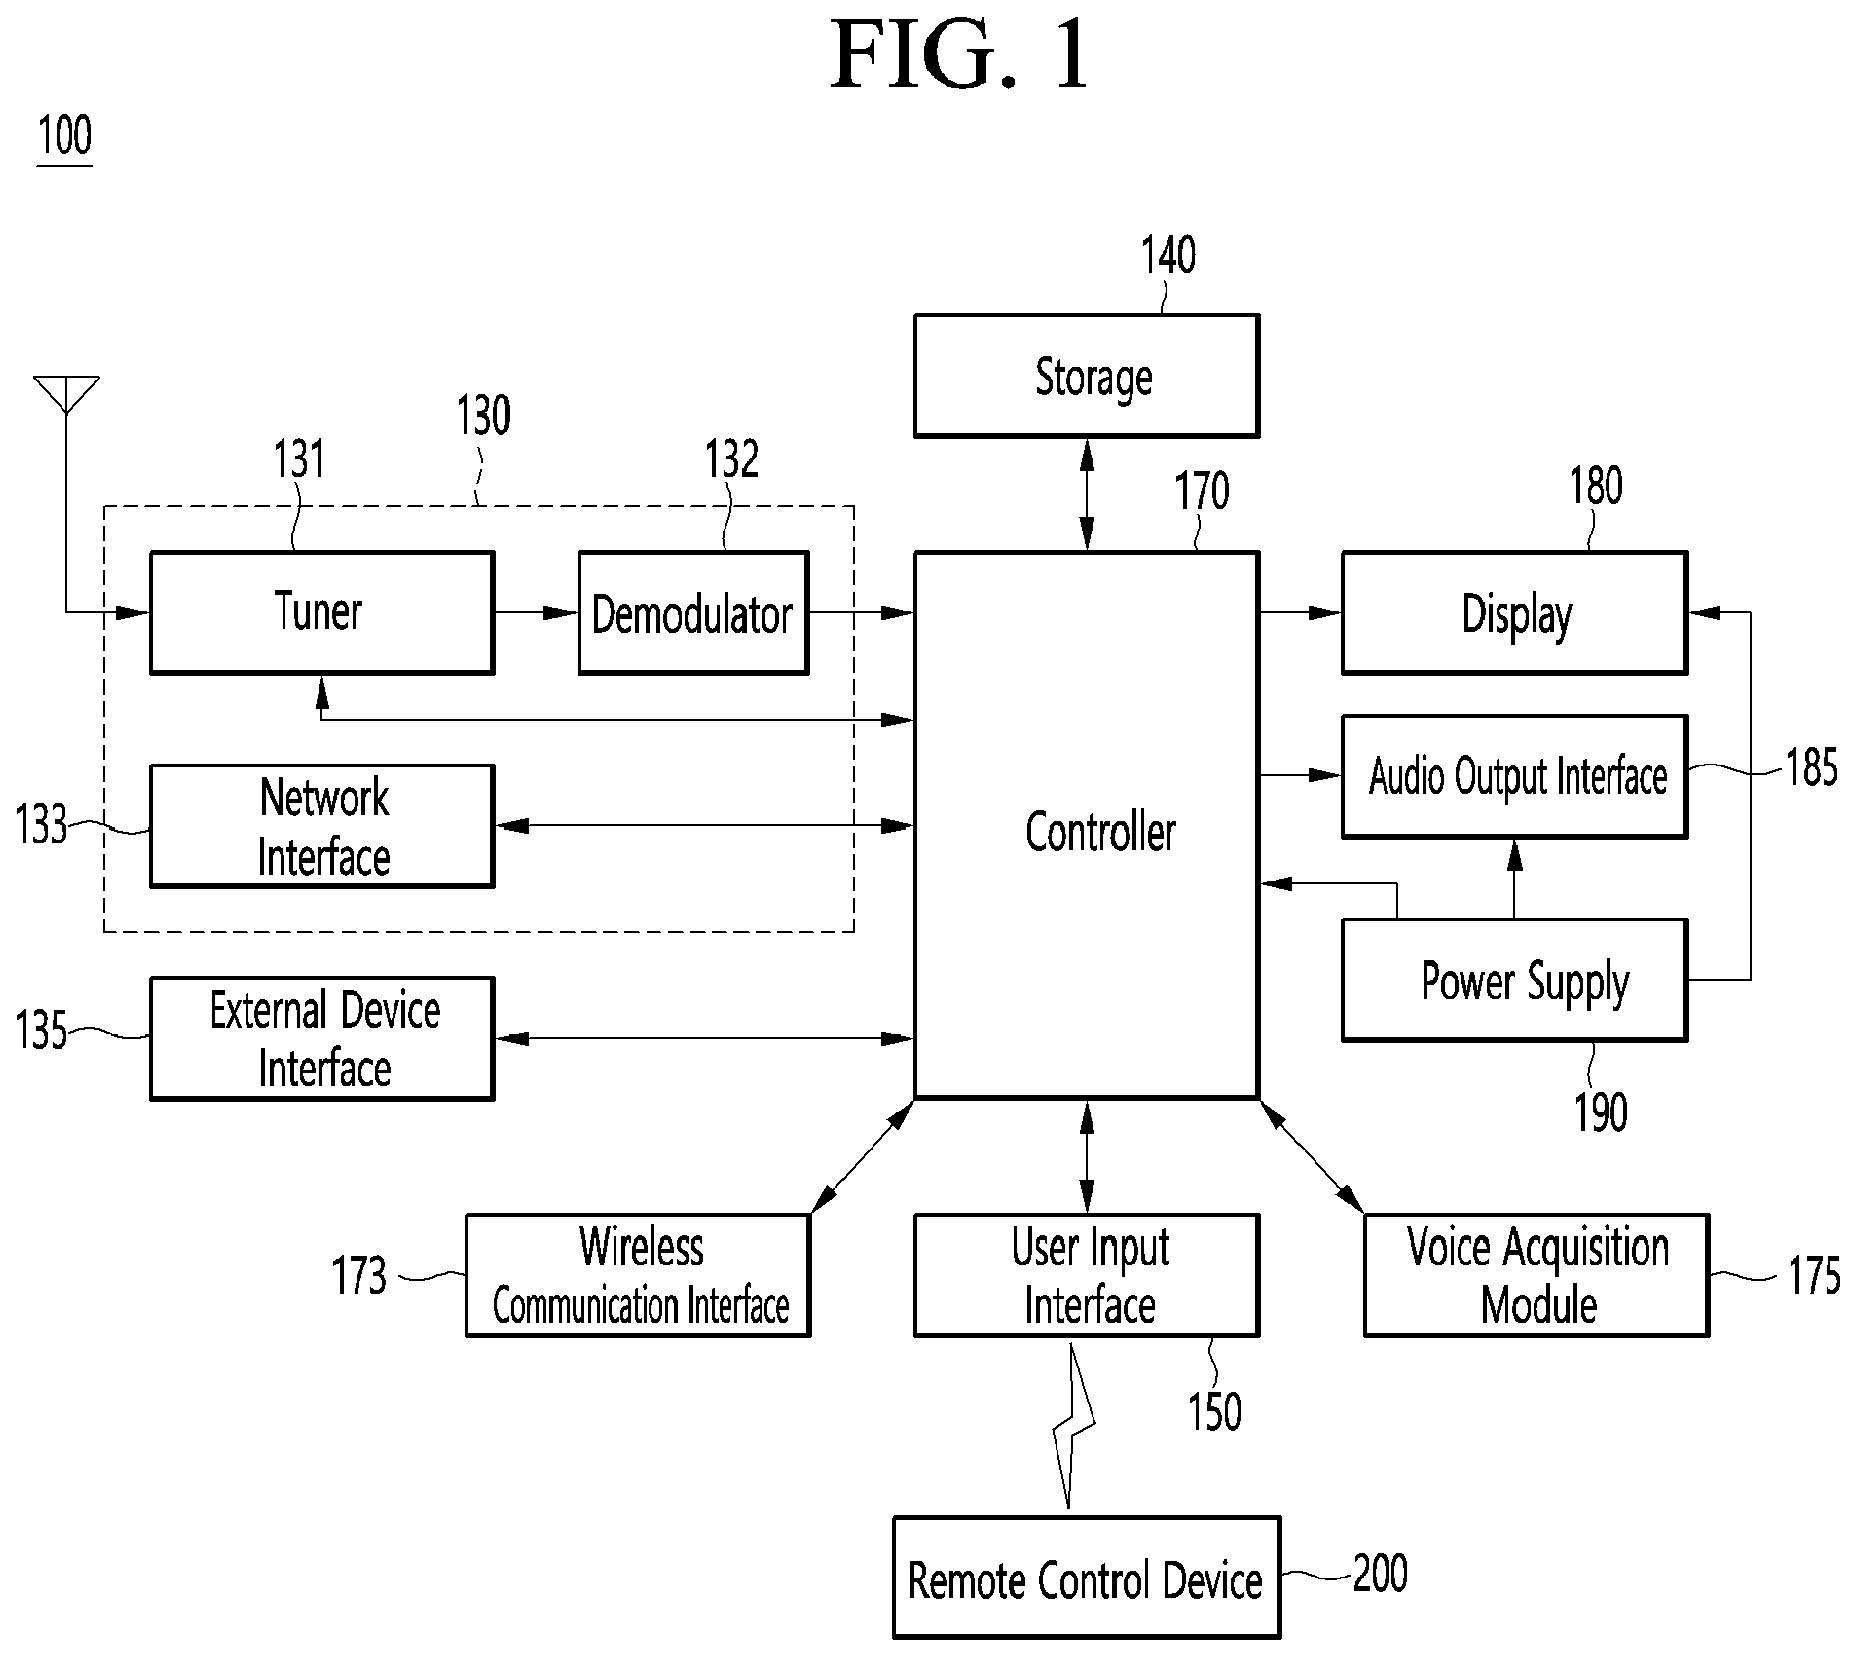 FIG. 1
100
140
Storage
130
131
132
170
180
Tuner
Demodulator
Display
133
Network
Interface
Controller
Audio Output Interface
185
135
External Device
Interface
Power Supply
190
173
Wireless
Communication Interface
User Input
Interface
150
Voice Acquisition
Module
175
Remote Control Device
200